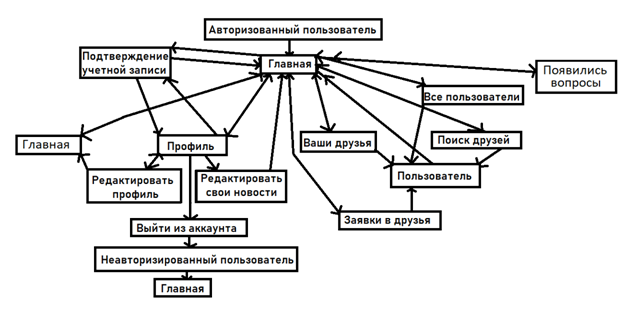 Авторизованный пользователь
Подтверждение
учетной записи
Главная
Появились
вопросы
Все пользователи
Главная
Профиль
Ваши друзья
Поиск друзей
Редактировать
профиль
Редактировать
свои новости
Пользователь
Заявки в друзья
Выйти из аккаунта
Неавторизированный пользователь
Главная